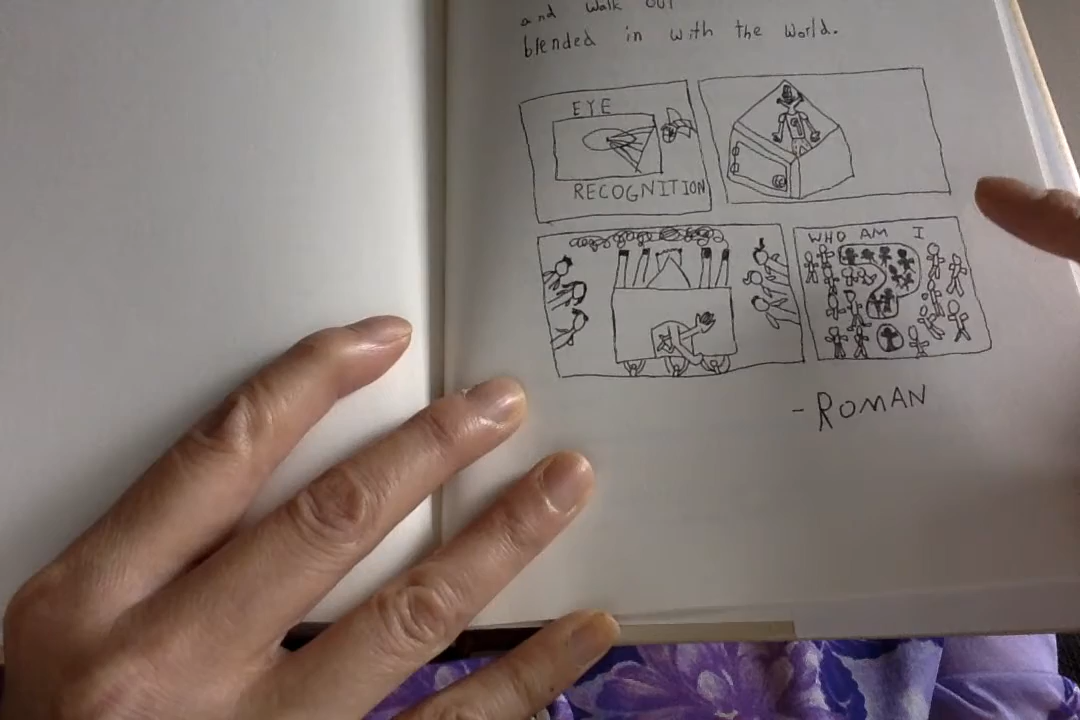 and walk out
blended in with the world.
EYE
RECOGNITION
WHO AM I
- ROMAN